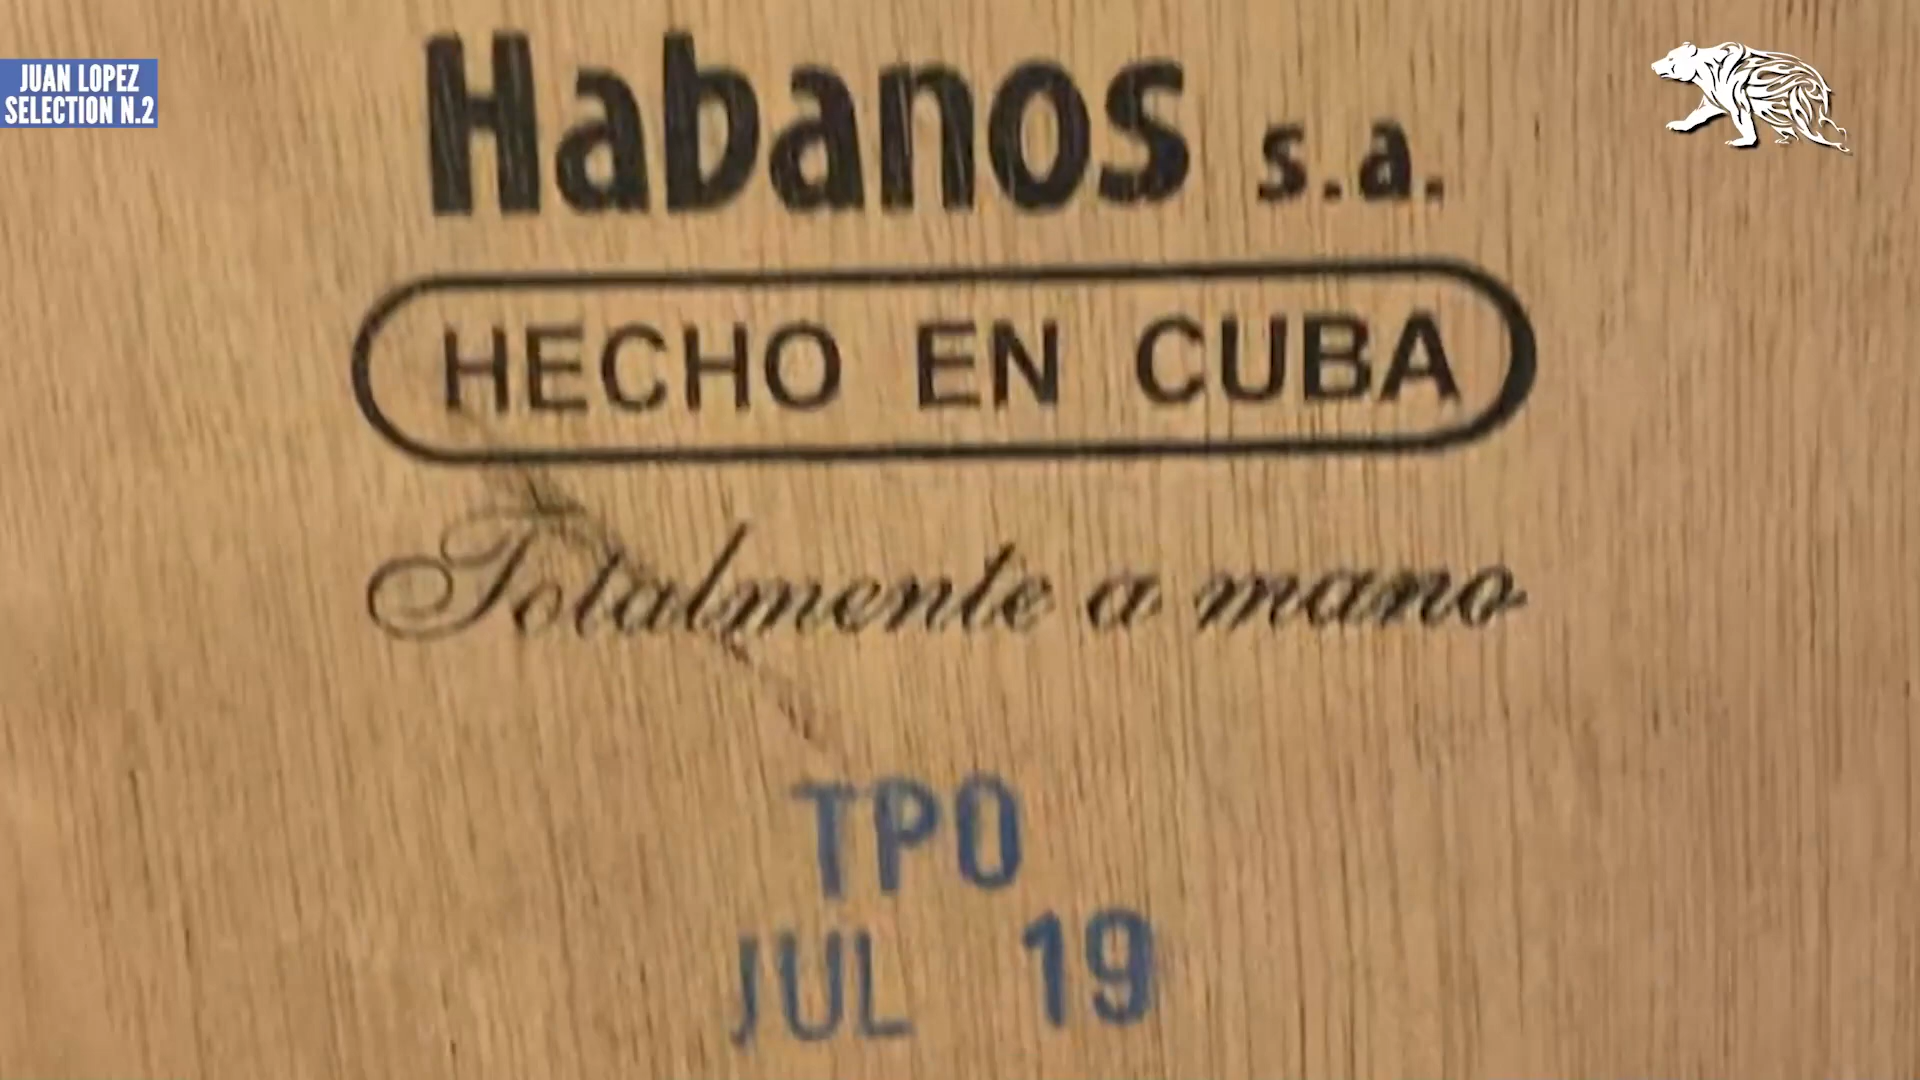 JUAN LOPEZ
SELECTION N.2
Habanos s.a.
HECHO EN CUBA
Totalmente a mano
TPO
JUL 19